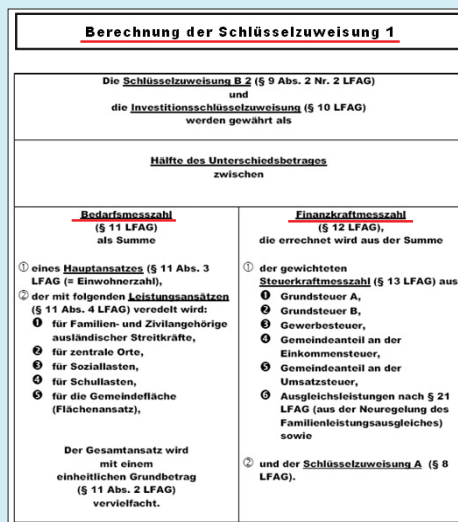 Berechnung der Schlüsselzuweisung 1
Die Schlüsselzuweisung B 2 (§ 9 Abs. 2 Nr. 2 LFAG)
und
die Investitionsschlüsselzuweisung (§ 10 LFAG)
werden gewährt als
Hälfte des Unterschiedsbetrages
zwischen
Bedarfsmesszahl
(§ 11 LFAG)
als Summe
① eines Hauptansatzes (§ 11 Abs. 3
LFAG (= Einwohnerzahl),
② der mit folgenden Leistungsansätzen
(§ 11 Abs. 4 LFAG) veredelt wird:
❶ für Familien- und Zivilangehörige
ausländischer Streitkräfte,
❷ für zentrale Orte,
❸ für Soziallasten,
❹ für Schullasten,
❺ für die Gemeindefläche
(Flächenansatz),
Der Gesamtansatz wird
mit einem
einheitlichen Grundbetrag
(§ 11 Abs. 2 LFAG)
vervielfacht.
Finanzkraftmesszahl
(§ 12 LFAG),
die errechnet wird aus der Summe
① der gewichteten
Steuerkraftmesszahl (§ 13 LFAG) aus
❶ Grundsteuer A,
❷ Grundsteuer B,
❸ Gewerbesteuer,
❹ Gemeindeanteil an der
Einkommensteuer,
❺ Gemeindeanteil an der
Umsatzsteuer,
❻ Ausgleichsleistungen nach § 21
LFAG (aus der Neuregelung des
Familienleistungsausgleiches)
sowie
② und der Schlüsselzuweisung A (§ 8
LFAG).